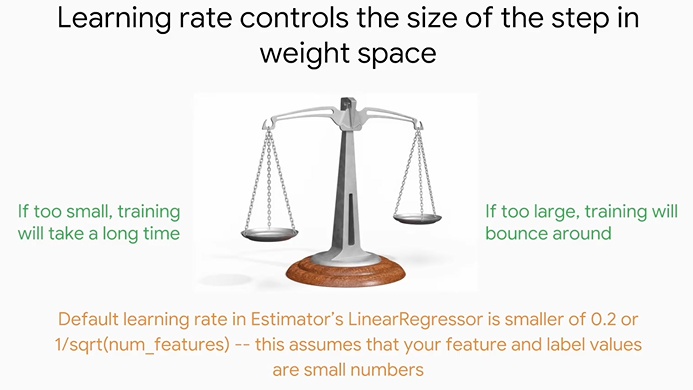 Learning rate controls the size of the step in
weight space
If too small, training
will take a long time
If too large, training will
bounce around
Default learning rate in Estimator's LinearRegressor is smaller of 0.2 or
1/sqrt(num_features) -- this assumes that your feature and label values
are small numbers